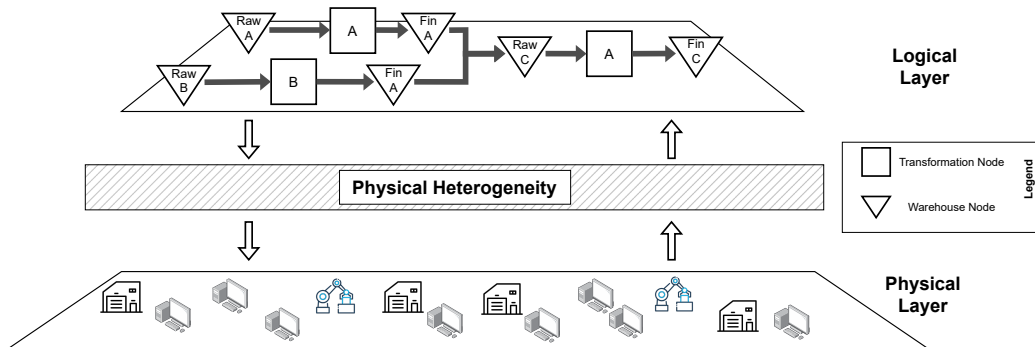 Raw
A
A
Fin
A
Raw
C
A
Fin
C
Raw
B
B
Fin
A
Logical
Layer
Physical Heterogeneity
Transformation Node
Warehouse Node
Legend
Physical
Layer